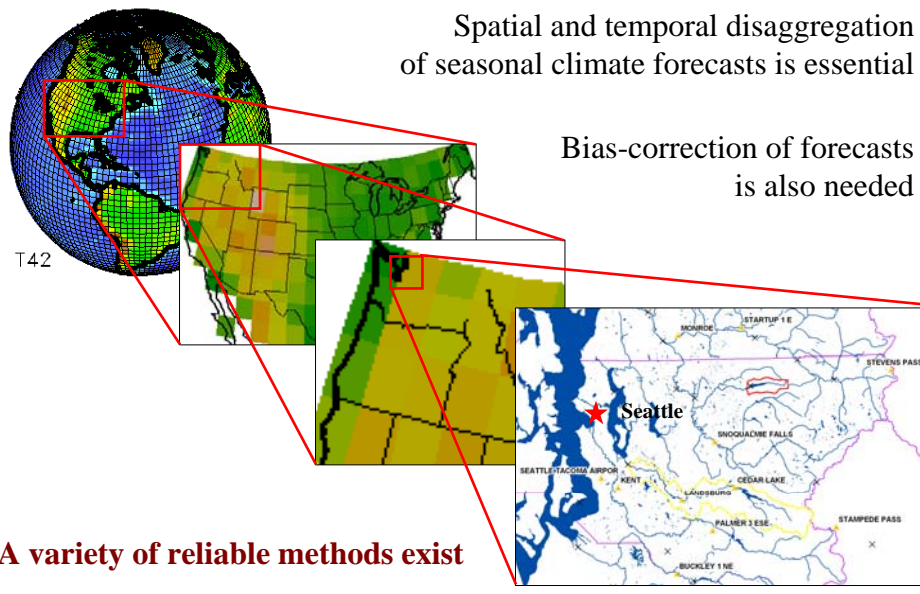 Spatial and temporal disaggregation
of seasonal climate forecasts is essential
Bias-correction of forecasts
is also needed
T42
STARTUP 1 E
MONROE
STEVENS PASS
Seattle
SNOQUALMIE FALLS
SEATTLE-TACOMA AIRPOR
KENT
CEDAR LAKE
LANDSBURG
PALMER 3 ESE
STAMPEDE PASS
BUCKLEY 1 NE
A variety of reliable methods exist